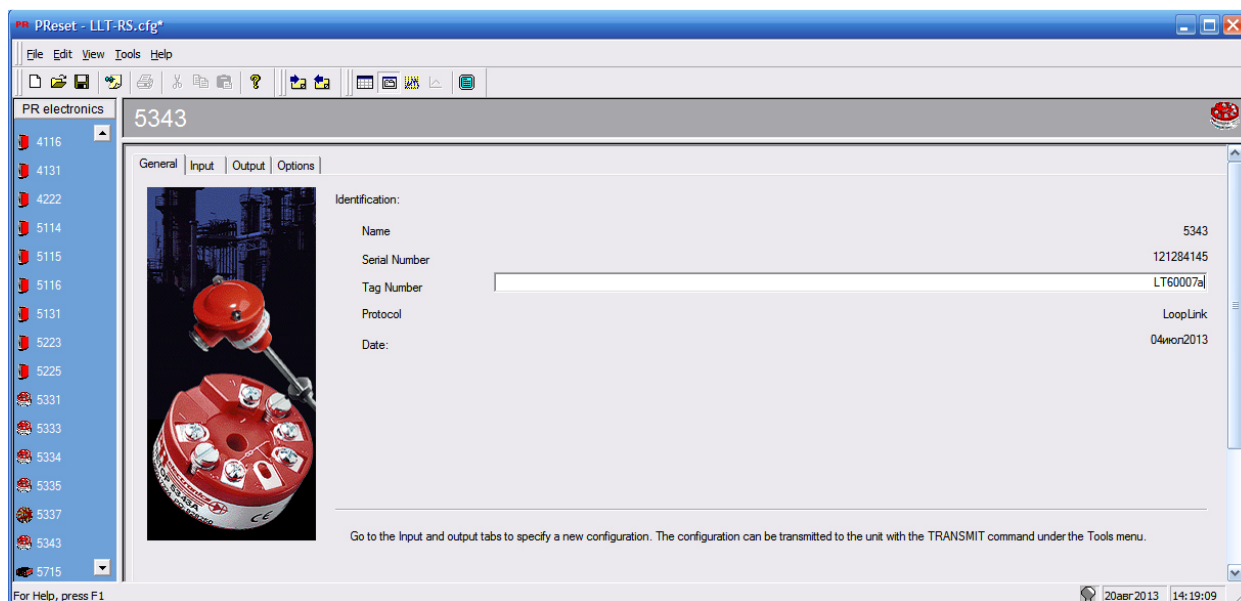 PR PReset - LLT-RS.cfg*
File Edit View Tools Help
PR electronics
5343
4116
4131
4222
5114
5115
5116
5131
5223
5225
5331
5333
5334
5335
5337
5343
5715
General Input Output Options
Identification:
Name 5343
Serial Number 121284145
Tag Number LT60007a
Protocol LoopLink
Date: 04июл2013
electronics
5343A
CE
Go to the Input and output tabs to specify a new configuration. The configuration can be transmitted to the unit with the TRANSMIT command under the Tools menu.
For Help, press F1
20авг2013 14:19:09